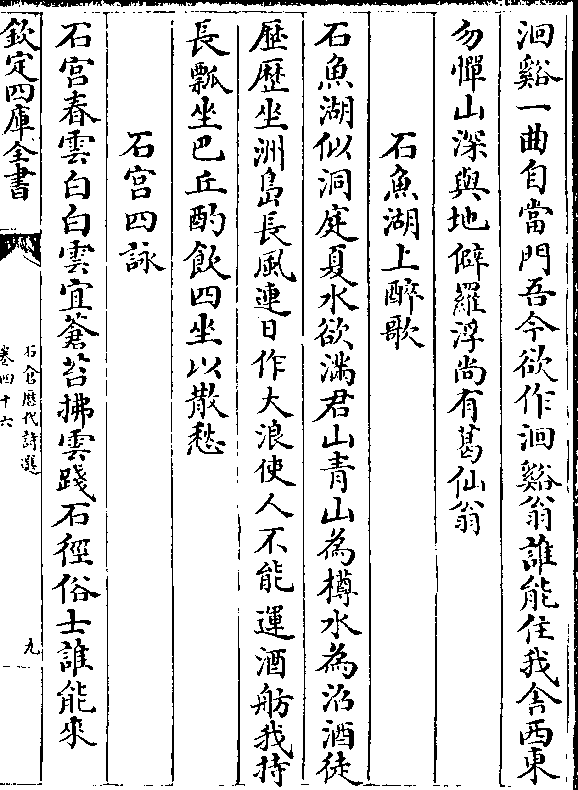 洄谿一曲自當門吾今欲作洄谿翁誰能住我舍西東
勿憚山深與地僻羅浮尚有葛仙翁
石魚湖上醉歌
石魚湖似洞庭夏水欲滿君山青山為樽水為沼酒徒
歴歴坐洲島長風連日作大浪使人不能運酒舫我持
長瓢坐巴丘酌飲四坐以散愁
石宮四詠
石宮春雲白白雲宜蒼苔拂雲踐石徑俗士誰能來
欽定四庫全書
石倉歴代詩選
卷四十六
九